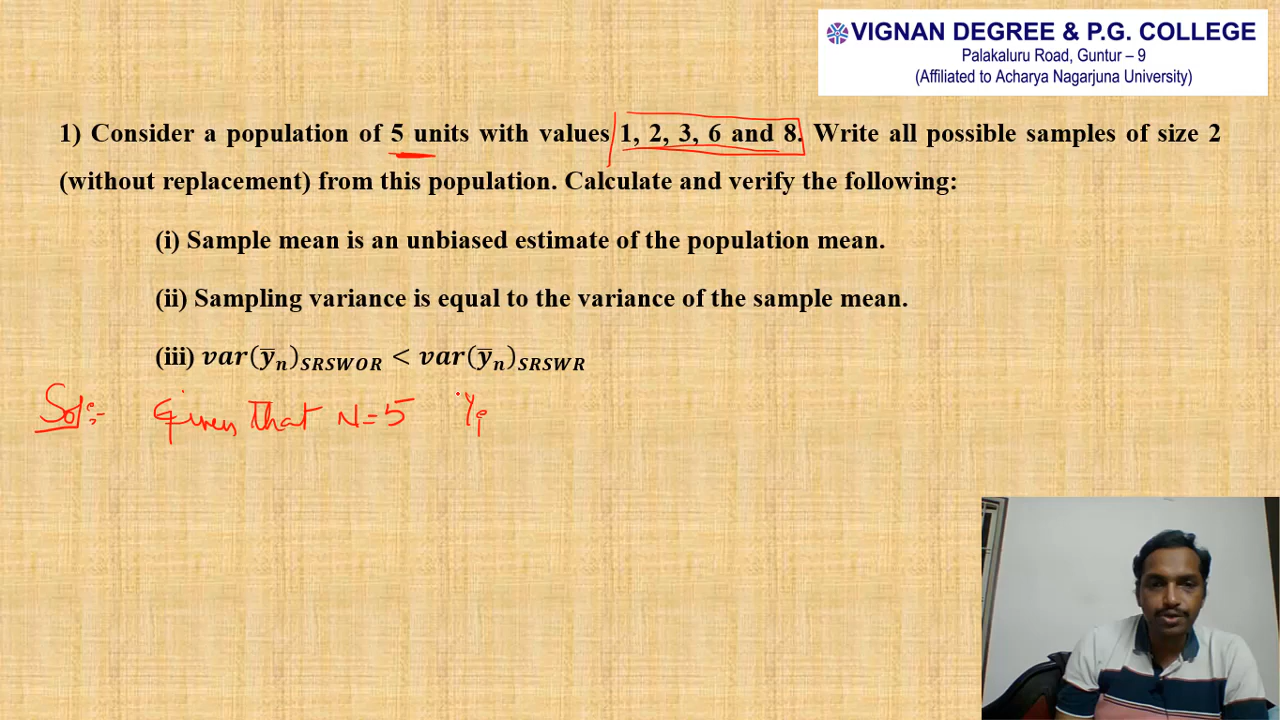 VIGNAN DEGREE & P.G. COLLEGE
Palakaluru Road, Guntur – 9
(Affiliated to Acharya Nagarjuna University)
1) Consider a population of 5 units with values 1, 2, 3, 6 and 8. Write all possible samples of size 2
(without replacement) from this population. Calculate and verify the following:
(i) Sample mean is an unbiased estimate of the population mean.
(ii) Sampling variance is equal to the variance of the sample mean.
(iii) var(ȳₙ)SRSWOR < var(ȳₙ)SRSWR
Sol:- Given that N=5 Yi